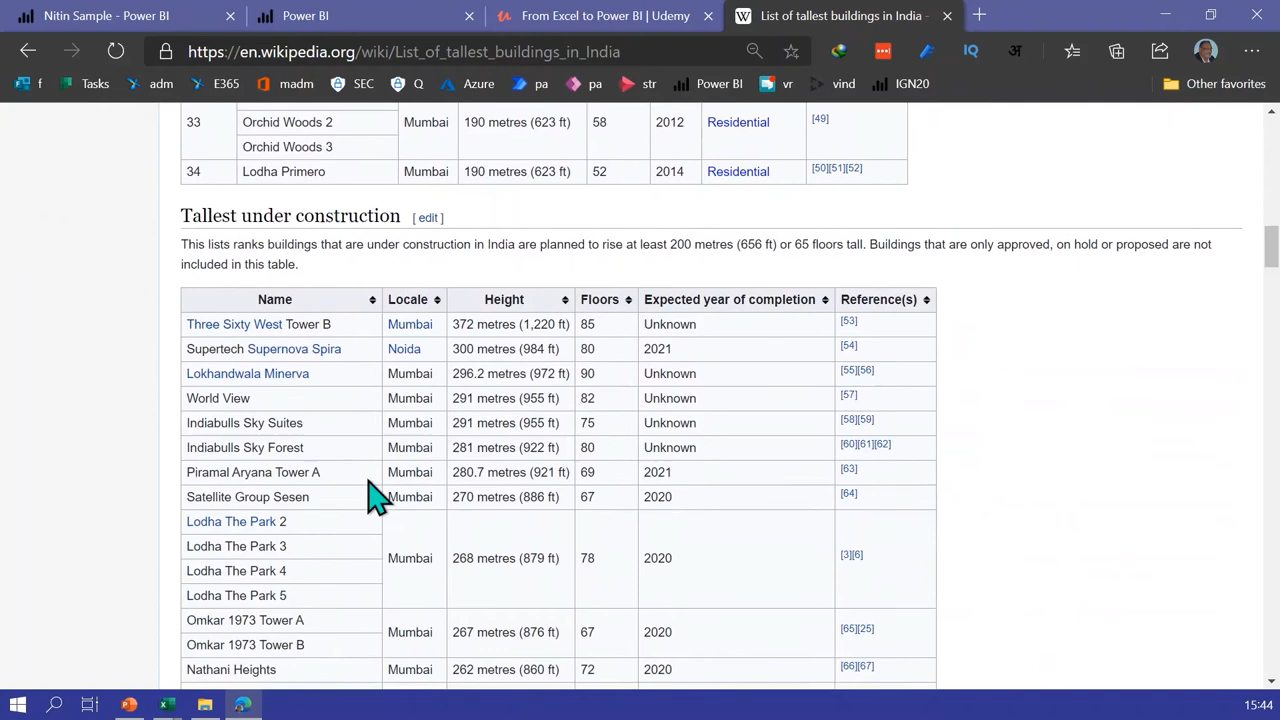 Nitin Sample - Power BI
Power BI
From Excel to Power BI | Udemy
List of tallest buildings in India -
https://en.wikipedia.org/wiki/List_of_tallest_buildings_in_India
f Tasks adm E365 madm SEC Q Azure pa pa str Power BI vr vind IGN20 Other favorites
33 Orchid Woods 2 Mumbai 190 metres (623 ft) 58 2012 Residential [49]
Orchid Woods 3
34 Lodha Primero Mumbai 190 metres (623 ft) 52 2014 Residential [50][51][52]
Tallest under construction [ edit ]
This lists ranks buildings that are under construction in India are planned to rise at least 200 metres (656 ft) or 65 floors tall. Buildings that are only approved, on hold or proposed are not
included in this table.
Name Locale Height Floors Expected year of completion Reference(s)
Three Sixty West Tower B Mumbai 372 metres (1,220 ft) 85 Unknown [53]
Supertech Supernova Spira Noida 300 metres (984 ft) 80 2021 [54]
Lokhandwala Minerva Mumbai 296.2 metres (972 ft) 90 Unknown [55][56]
World View Mumbai 291 metres (955 ft) 82 Unknown [57]
Indiabulls Sky Suites Mumbai 291 metres (955 ft) 75 Unknown [58][59]
Indiabulls Sky Forest Mumbai 281 metres (922 ft) 80 Unknown [60][61][62]
Piramal Aryana Tower A Mumbai 280.7 metres (921 ft) 69 2021 [63]
Satellite Group Sesen Mumbai 270 metres (886 ft) 67 2020 [64]
Lodha The Park 2
Lodha The Park 3
Mumbai 268 metres (879 ft) 78 2020 [3][6]
Lodha The Park 4
Lodha The Park 5
Omkar 1973 Tower A
Mumbai 267 metres (876 ft) 67 2020 [65][25]
Omkar 1973 Tower B
Nathani Heights Mumbai 262 metres (860 ft) 72 2020 [66][67]
15:44